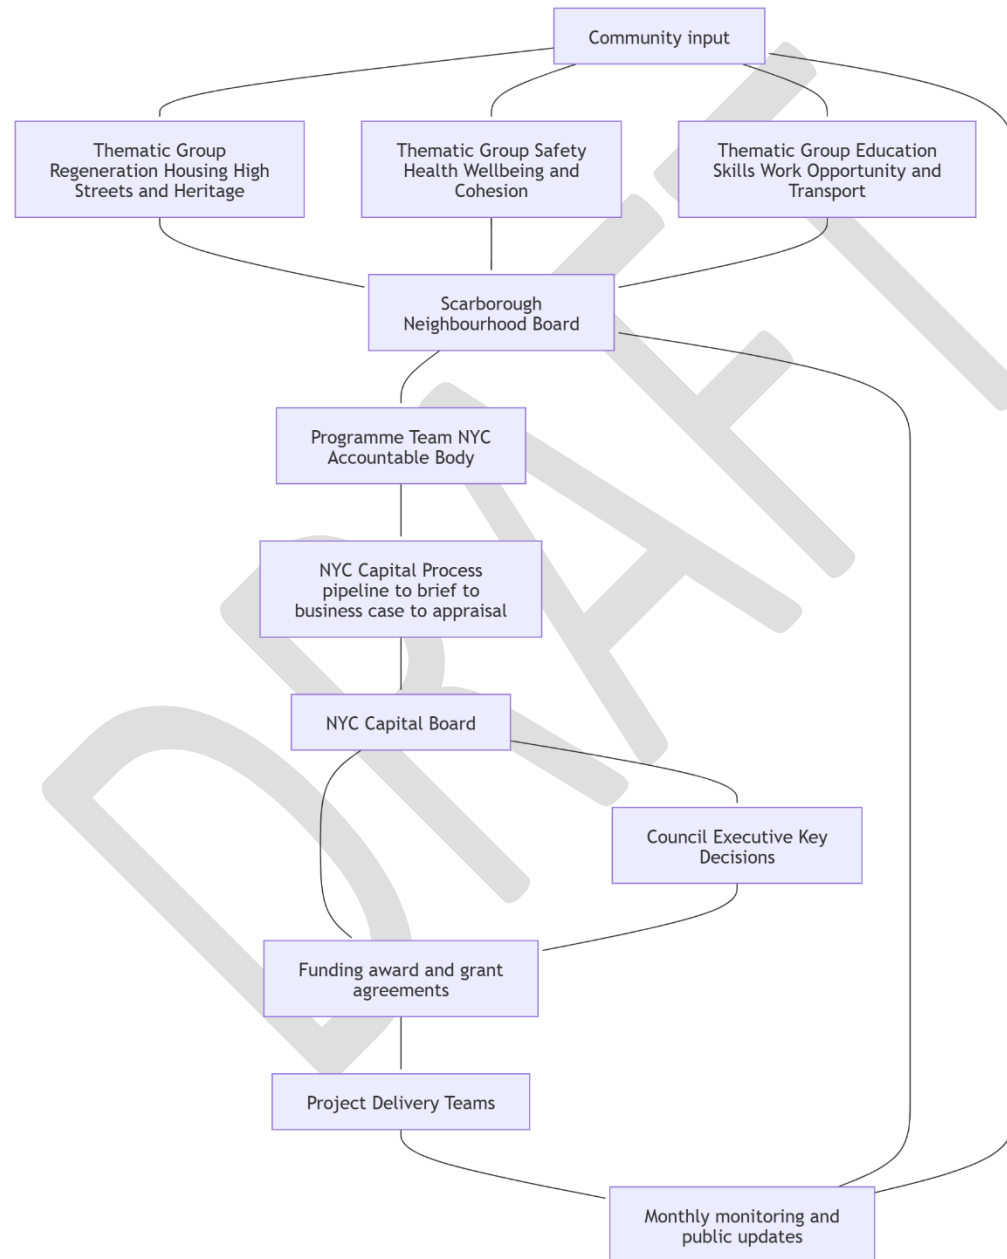 Community input
Thematic Group
Regeneration Housing High
Streets and Heritage
Thematic Group Safety
Health Wellbeing and
Cohesion
Thematic Group Education
Skills Work Opportunity and
Transport
Scarborough
Neighbourhood Board
Programme Team NYC
Accountable Body
NYC Capital Process
pipeline to brief to
business case to appraisal
NYC Capital Board
Council Executive Key
Decisions
Funding award and grant
agreements
Project Delivery Teams
Monthly monitoring and
public updates
DRAFT